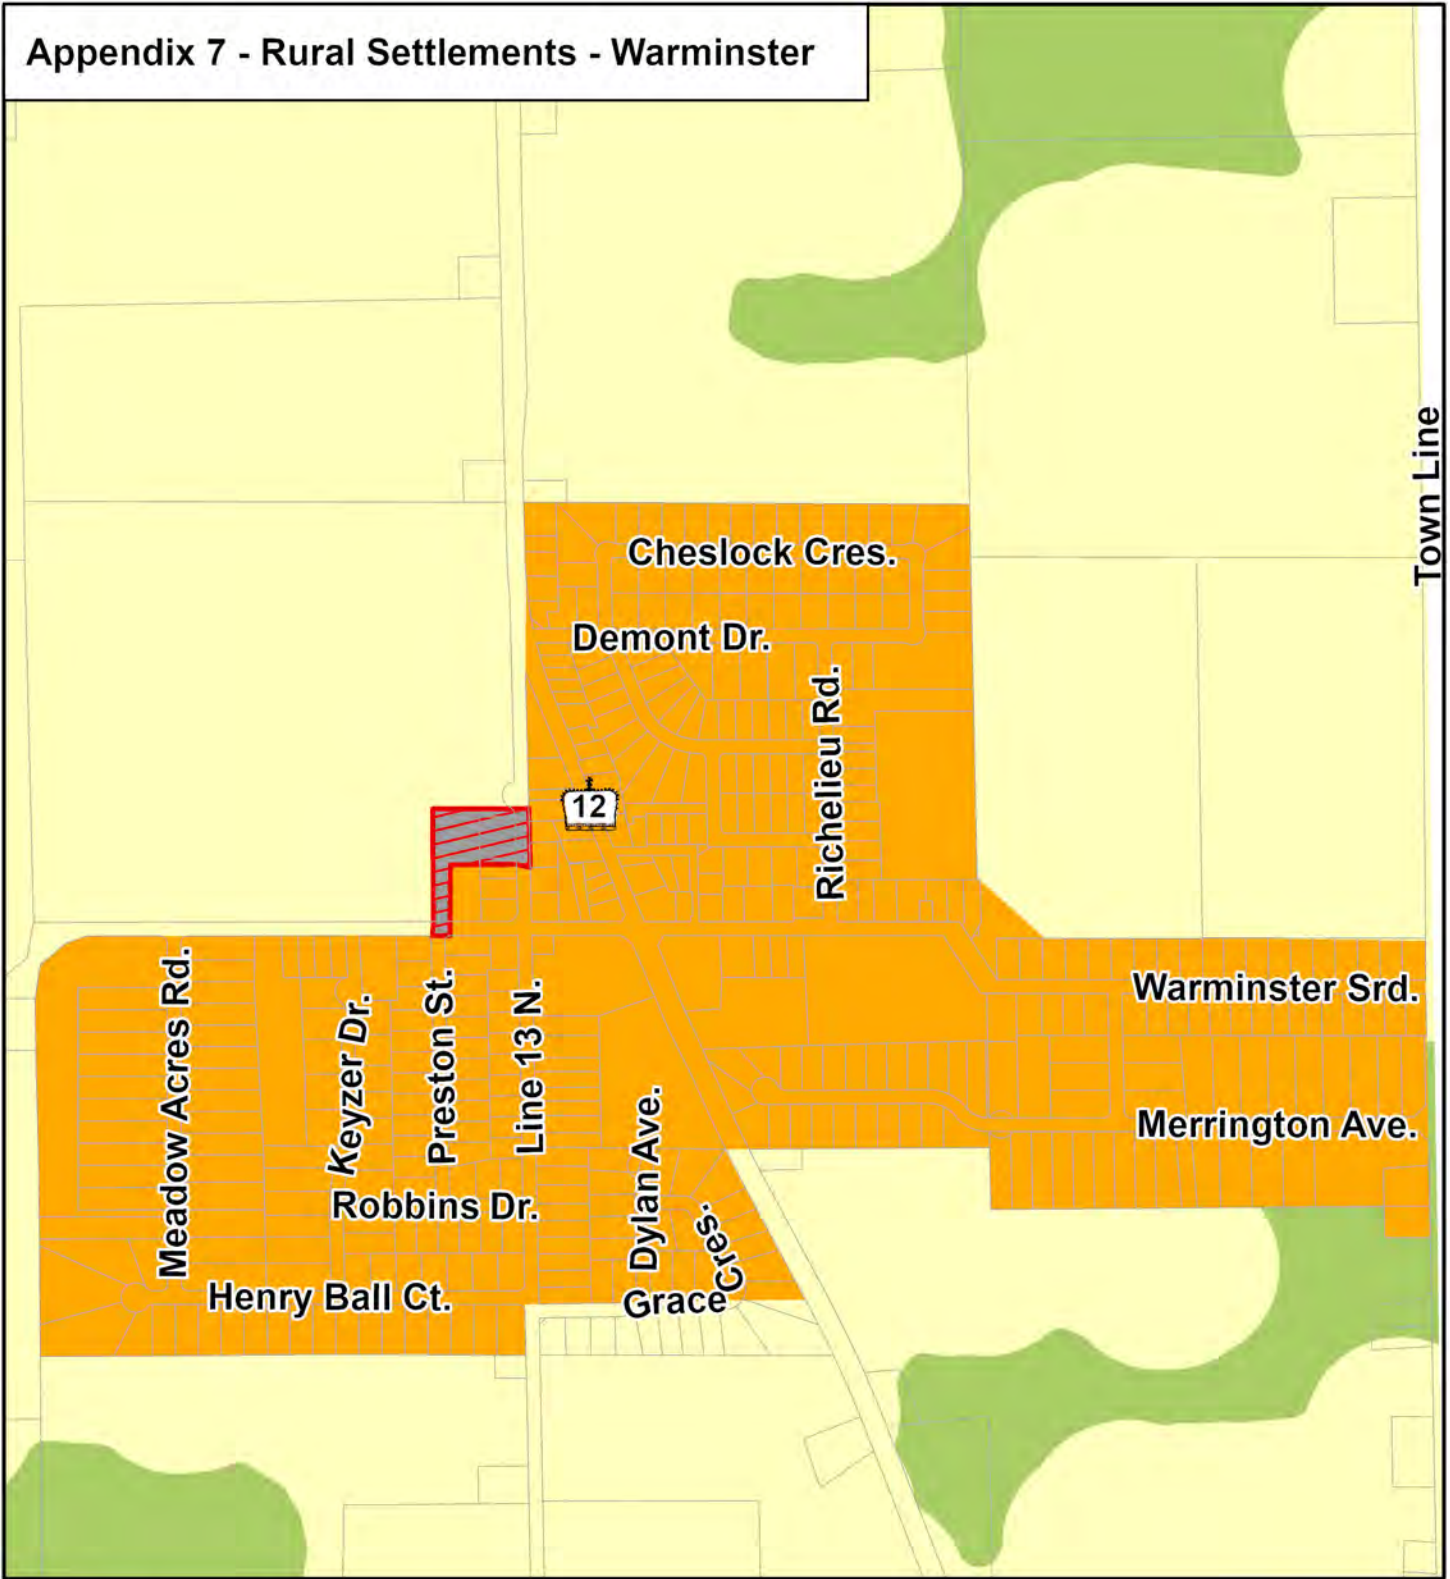 Appendix 7 - Rural Settlements - Warminster
Town Line
Cheslock Cres.
Demont Dr.
Richelieu Rd.
12
Warminster Srd.
Meadow Acres Rd.
Keyzer Dr.
Preston St.
Line 13 N.
Dylan Ave.
Merrington Ave.
Robbins Dr.
Henry Ball Ct.
Grace Cres.